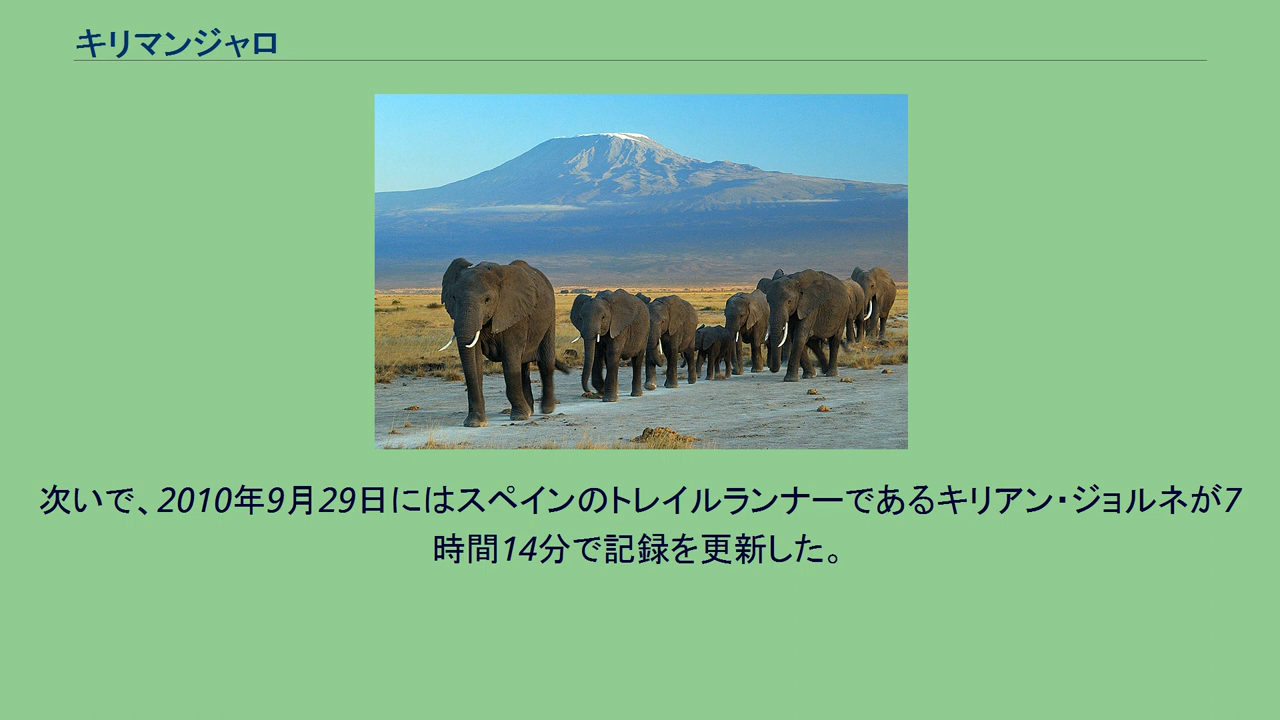 キリマンジャロ
次いで、2010年9月29日にはスペインのトレイルランナーであるキリアン・ジョルネが7
時間14分で記録を更新した。